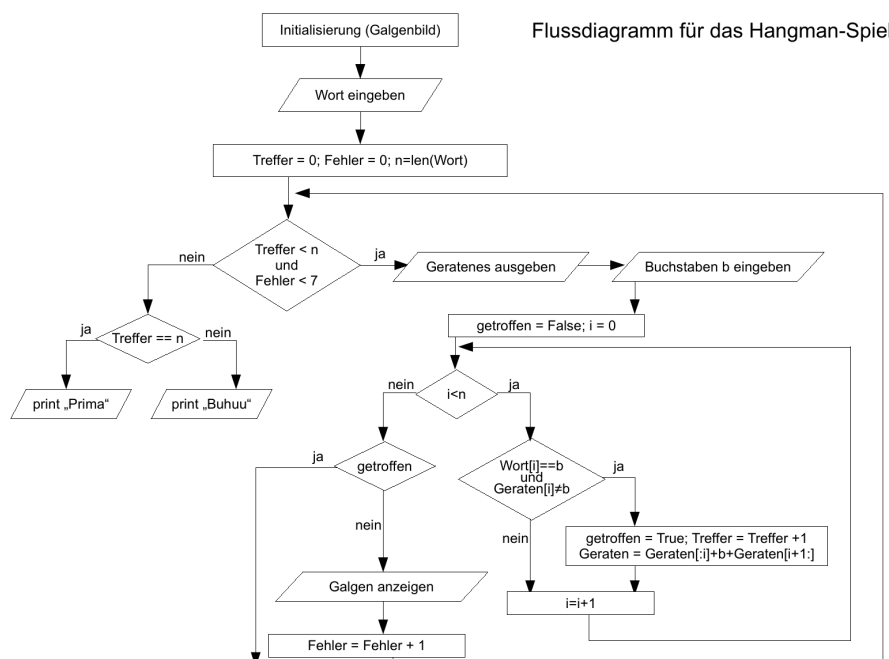 Flussdiagramm für das Hangman-Spiel
Initialisierung (Galgenbild)
Wort eingeben
Treffer = 0; Fehler = 0; n=len(Wort)
Treffer < n
und
Fehler < 7
nein
ja
Geratenes ausgeben
Buchstaben b eingeben
getroffen = False; i = 0
Treffer == n
ja
nein
print „Prima“
print „Buhuu“
i<n
nein
ja
getroffen
ja
nein
Wort[i]==b
und
Geraten[i]≠b
ja
nein
getroffen = True; Treffer = Treffer +1
Geraten = Geraten[:i]+b+Geraten[i+1:]
i=i+1
Galgen anzeigen
Fehler = Fehler + 1